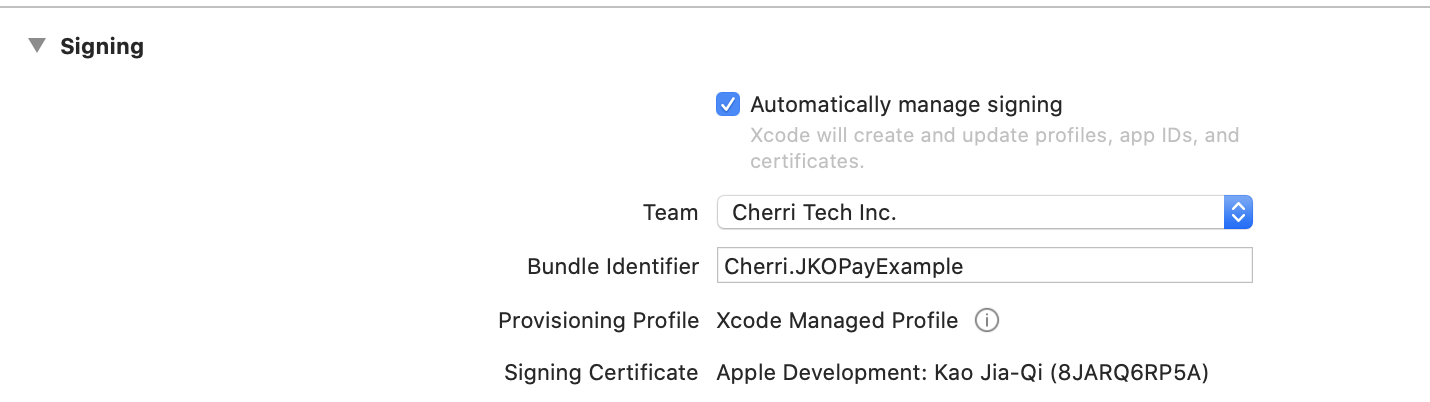 Signing
Automatically manage signing
Xcode will create and update profiles, app IDs, and
certificates.
Team Cherri Tech Inc.
Bundle Identifier Cherri.JKOPayExample
Provisioning Profile Xcode Managed Profile
Signing Certificate Apple Development: Kao Jia-Qi (8JARQ6RP5A)